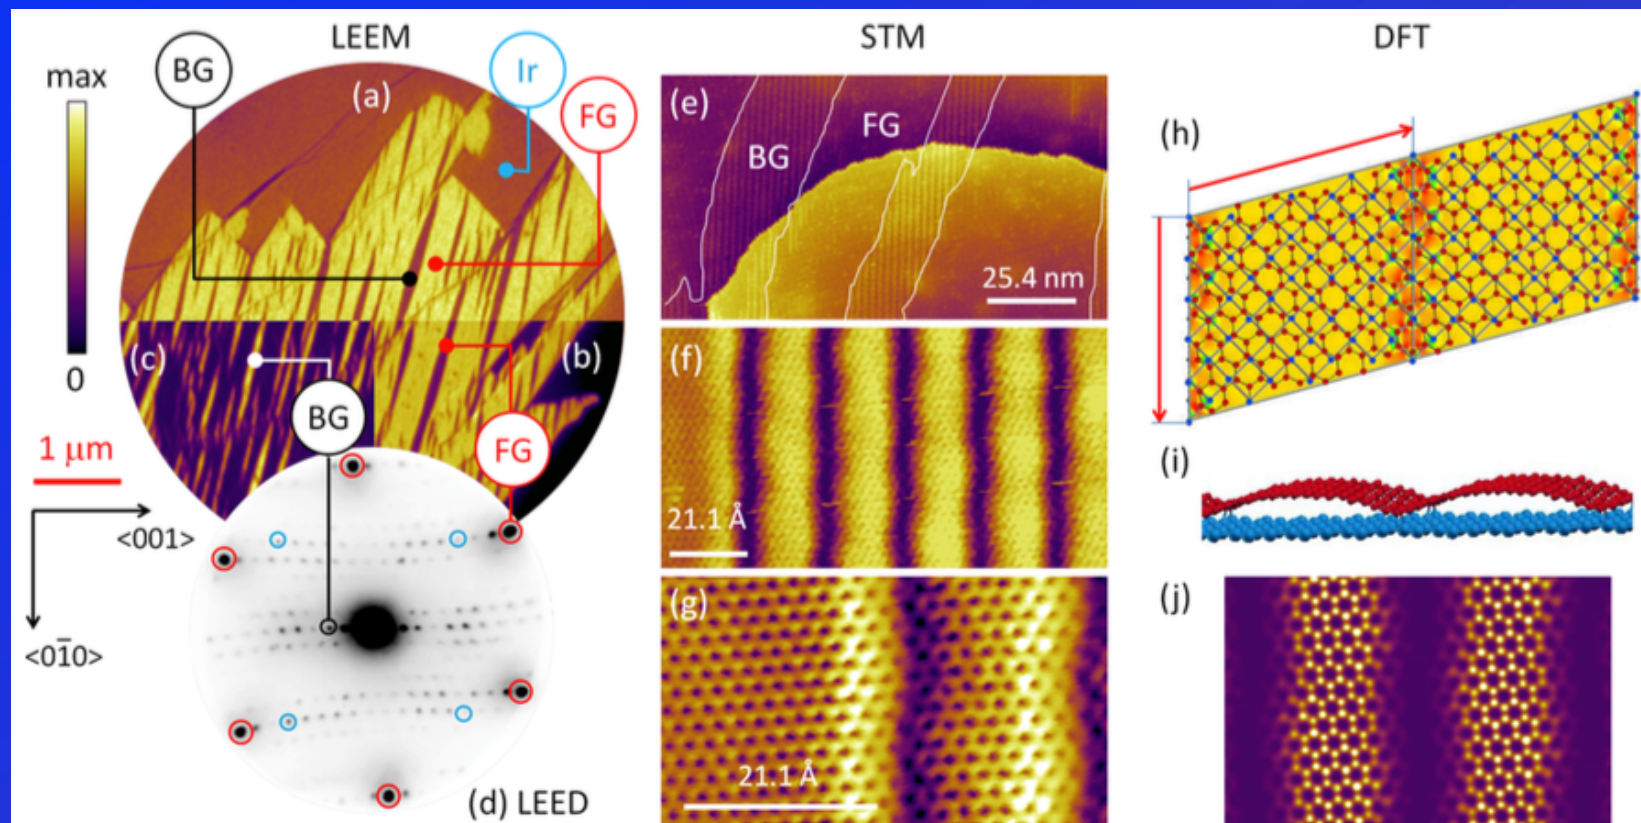 LEEM
STM
DFT
max
0
BG
Ir
FG
(a)
(b)
(c)
BG
FG
1 μm
<001>
<01̄0>
(d) LEED
(e)
BG
FG
25.4 nm
(f)
21.1 Å
(g)
21.1 Å
(h)
(i)
(j)